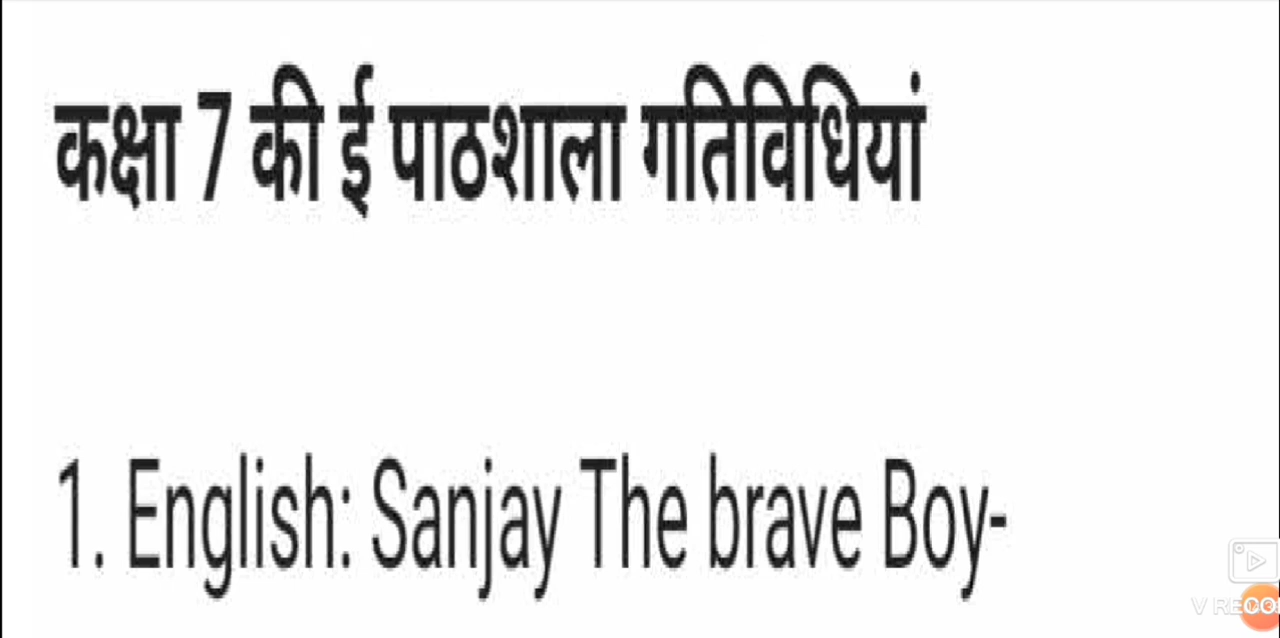 कक्षा 7 की ई पाठशाला गतिविधियां
1. English: Sanjay The brave Boy-